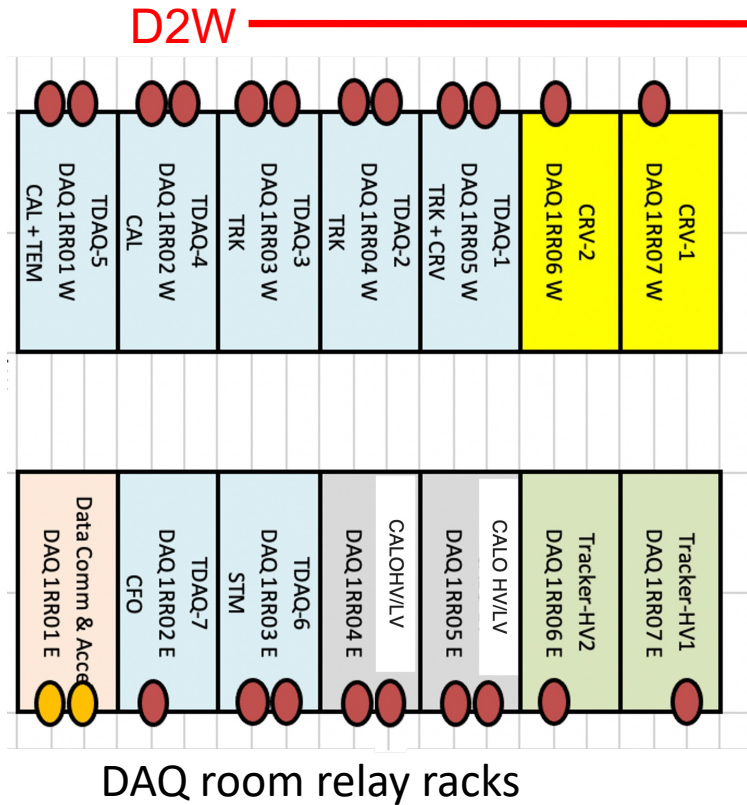 D2W
TDAQ-5
DAQ 1RR01 W
CAL + TEM
TDAQ-4
DAQ 1RR02 W
CAL
TDAQ-3
DAQ 1RR03 W
TRK
TDAQ-2
DAQ 1RR04 W
TRK
TDAQ-1
DAQ 1RR05 W
TRK + CRV
CRV-2
DAQ 1RR06 W
CRV-1
DAQ 1RR07 W
Data Comm & Acce
DAQ 1RR01 E
TDAQ-7
DAQ 1RR02 E
CFO
TDAQ-6
DAQ 1RR03 E
STM
CALOHV/LV
DAQ 1RR04 E
CALO HV/LV
DAQ 1RR05 E
Tracker-HV2
DAQ 1RR06 E
Tracker-HV1
DAQ 1RR07 E
DAQ room relay racks